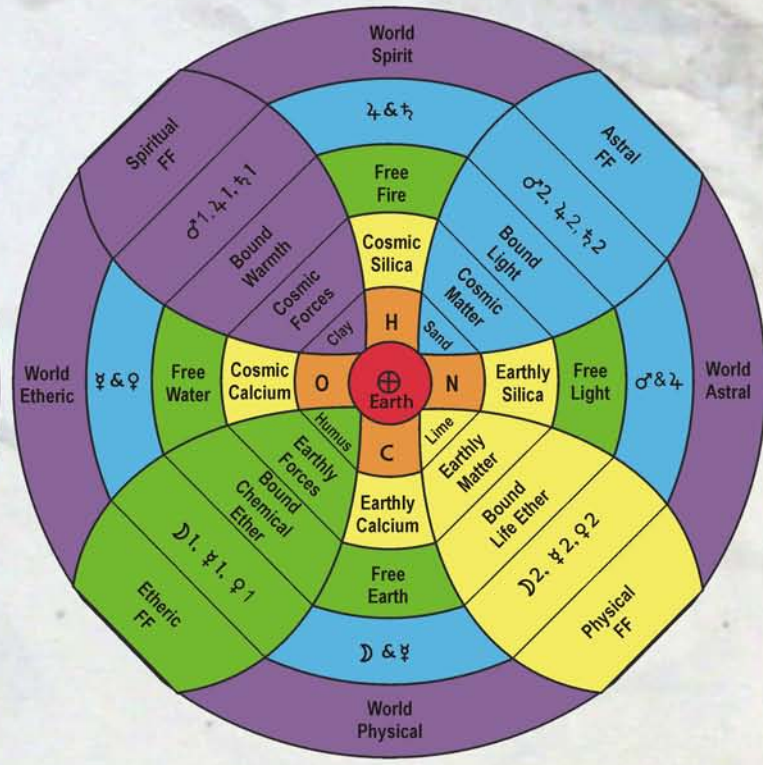 World
Spirit
♃ & ♄
Free
Fire
Cosmic
Silica
H
Spiritual
FF
♂1, ♃1, ♄1
Bound
Warmth
Cosmic
Forces
Clay
Astral
FF
♂2, ♃2, ♄2
Bound
Light
Cosmic
Matter
Sand
World
Etheric
☿ & ♀
Free
Water
Cosmic
Calcium
O
⊕
Earth
N
Earthly
Silica
Free
Light
♂ & ♃
World
Astral
Humus
Earthly
Forces
Bound
Chemical
Ether
☽1, ☿1, ♀1
Etheric
FF
Lime
Earthly
Matter
Bound
Life Ether
☽2, ☿2, ♀2
Physical
FF
C
Earthly
Calcium
Free
Earth
☽ & ☿
World
Physical